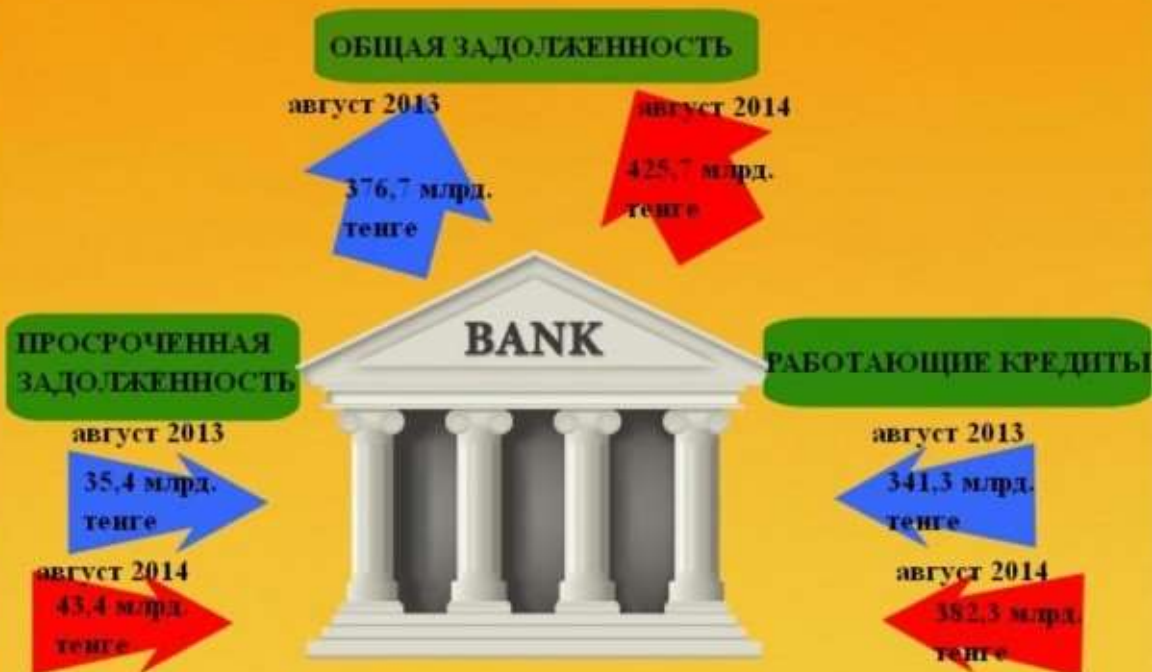 ОБЩАЯ ЗАДОЛЖЕННОСТЬ
август 2013
376,7 млрд.
тенге
август 2014
425,7 млрд.
тенге
BANK
ПРОСРОЧЕННАЯ
ЗАДОЛЖЕННОСТЬ
август 2013
35,4 млрд.
тенге
август 2014
43,4 млрд.
тенге
РАБОТАЮЩИЕ КРЕДИТЫ
август 2013
341,3 млрд.
тенге
август 2014
382,3 млрд.
тенге